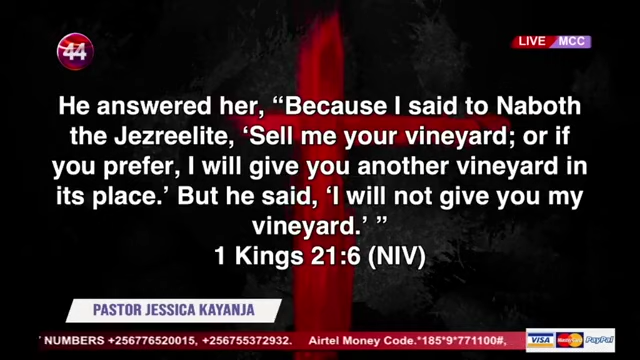 44
LIVE MCC
He answered her, “Because I said to Naboth
the Jezreelite, ‘Sell me your vineyard; or if
you prefer, I will give you another vineyard in
its place.’ But he said, ‘I will not give you my
vineyard.’ ”
1 Kings 21:6 (NIV)
PASTOR JESSICA KAYANJA
NUMBERS +256776520015, +256755372932. Airtel Money Code.*185*9*771100#,
VISA MasterCard PayPal